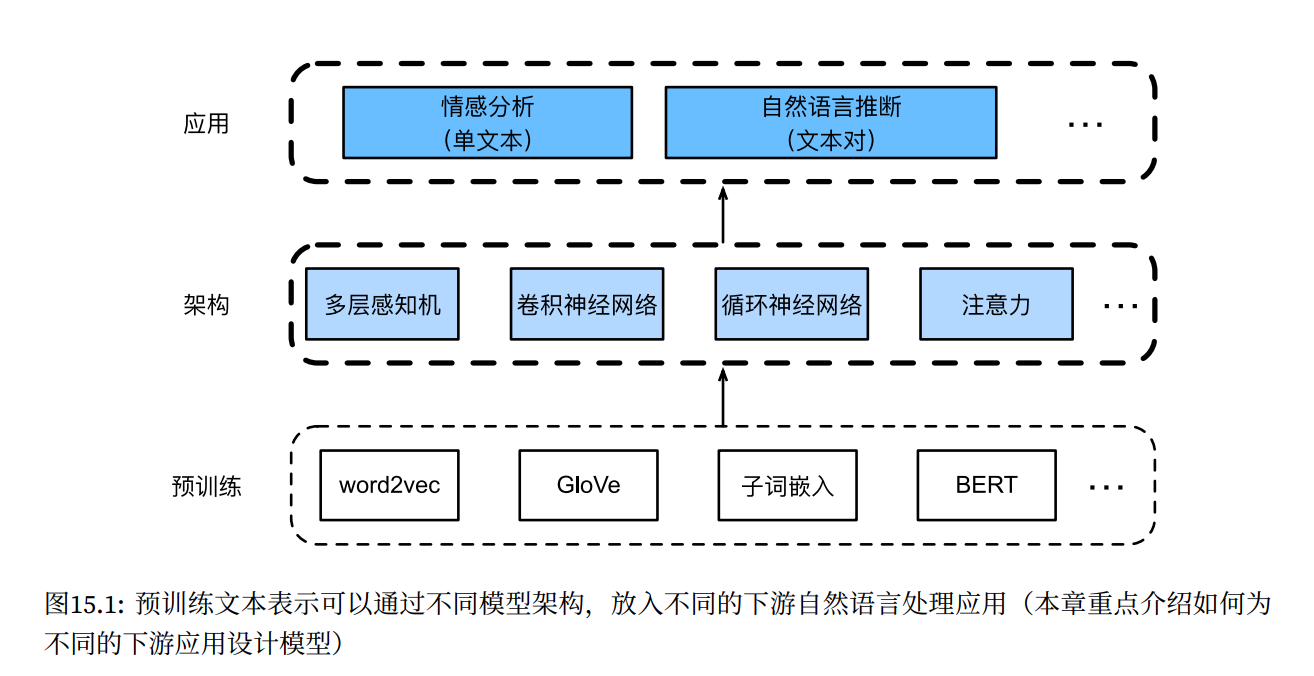 应用
情感分析
（单文本）
自然语言推断
（文本对）
...
架构
多层感知机
卷积神经网络
循环神经网络
注意力
...
预训练
word2vec
GloVe
子词嵌入
BERT
...
图15.1: 预训练文本表示可以通过不同模型架构，放入不同的下游自然语言处理应用（本章重点介绍如何为
不同的下游应用设计模型）